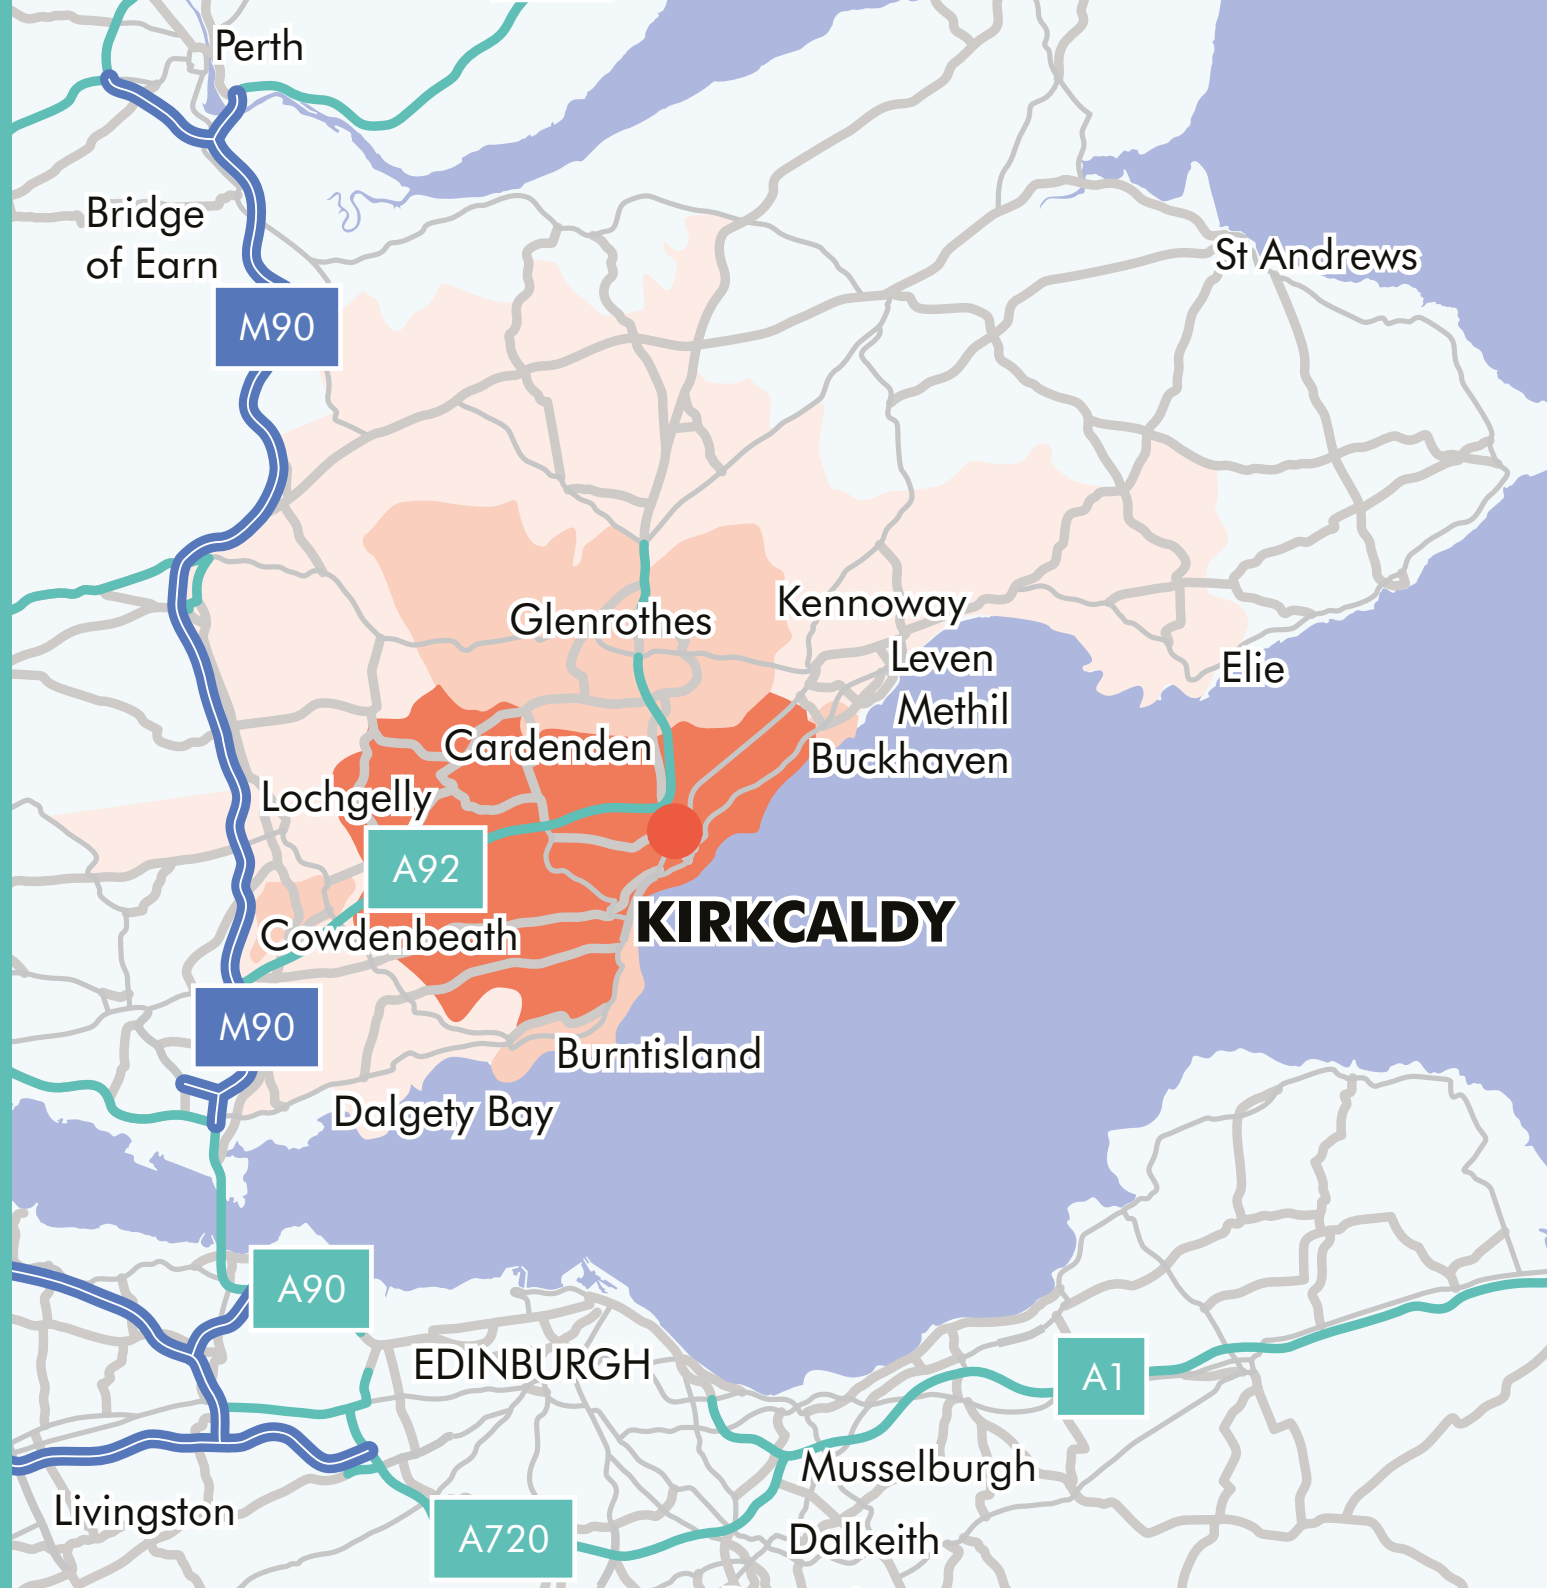 Perth
Bridge
of Earn
St Andrews
M90
Glenrothes
Kennoway
Leven
Elie
Methil
Cardenden
Buckhaven
Lochgelly
A92
KIRKCALDY
Cowdenbeath
M90
Burntisland
Dalgety Bay
A90
EDINBURGH
A1
Musselburgh
Livingston
A720
Dalkeith